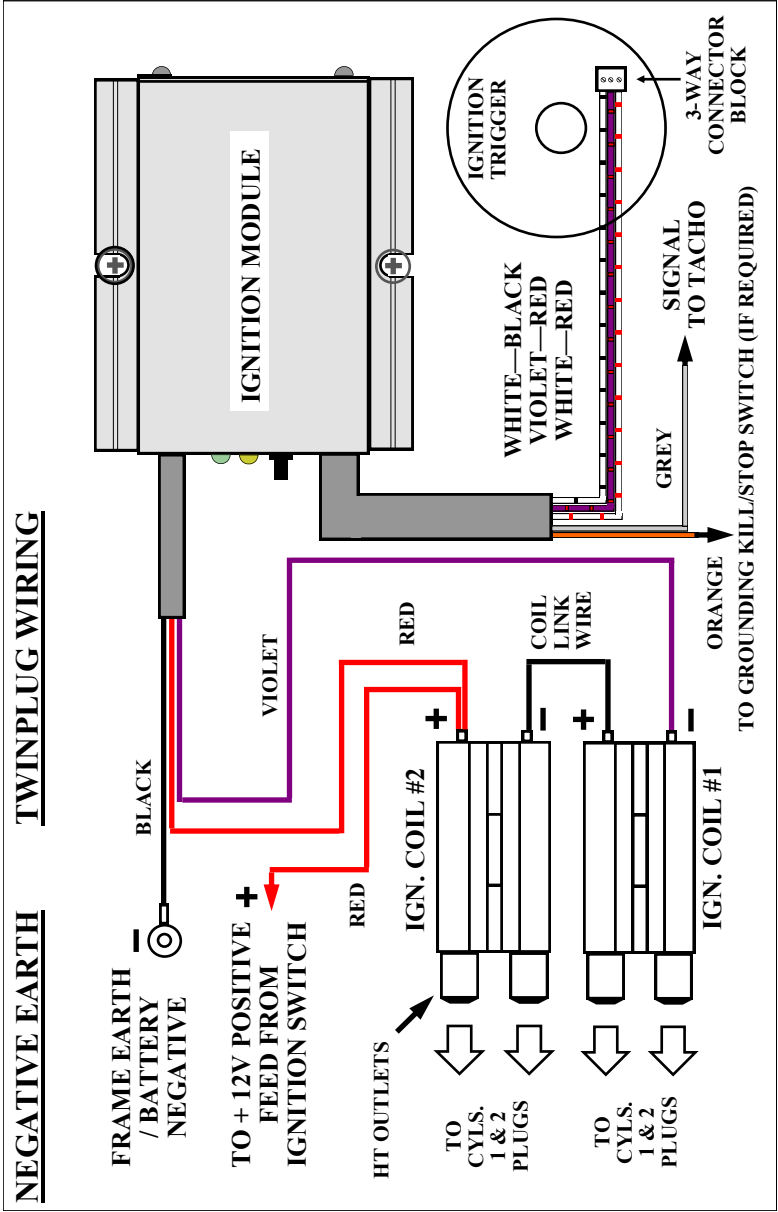 NEGATIVE EARTH
TWINPLUG WIRING
FRAME EARTH
/ BATTERY
NEGATIVE
–
BLACK
TO + 12V POSITIVE
FEED FROM
IGNITION SWITCH
+
RED
VIOLET
RED
IGNITION MODULE
IGNITION
TRIGGER
3-WAY
CONNECTOR
BLOCK
WHITE—BLACK
VIOLET—RED
WHITE—RED
SIGNAL
TO TACHO
GREY
ORANGE
TO GROUNDING KILL/STOP SWITCH (IF REQUIRED)
HT OUTLETS
IGN. COIL #2
+
–
COIL
LINK
WIRE
TO
CYLS.
1 & 2
PLUGS
IGN. COIL #1
+
–
TO
CYLS.
1 & 2
PLUGS